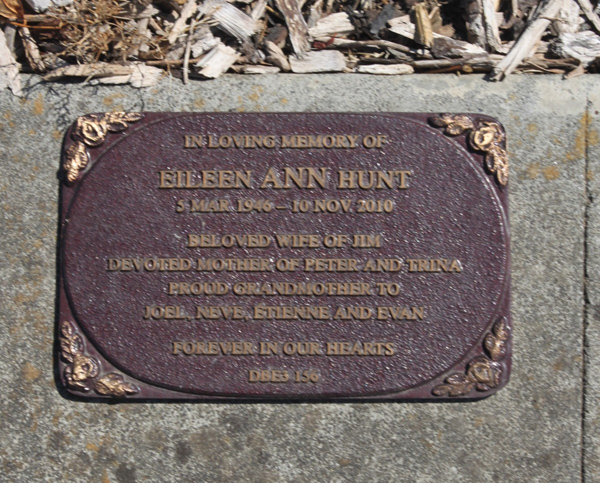 IN LOVING MEMORY OF
EILEEN ANN HUNT
5 MAR. 1946 – 10 NOV. 2010
BELOVED WIFE OF JIM
DEVOTED MOTHER OF PETER AND TRINA
PROUD GRANDMOTHER TO
JOEL, NEVE, ETIENNE AND EVAN
FOREVER IN OUR HEARTS
DBE3 150